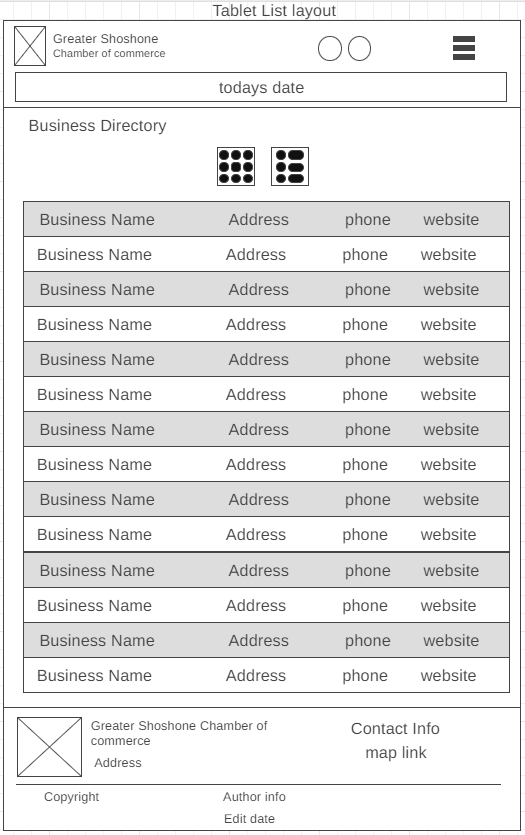 Tablet List layout
Greater Shoshone
Chamber of commerce
todays date
Business Directory
Business Name Address phone website
Business Name Address phone website
Business Name Address phone website
Business Name Address phone website
Business Name Address phone website
Business Name Address phone website
Business Name Address phone website
Business Name Address phone website
Business Name Address phone website
Business Name Address phone website
Business Name Address phone website
Business Name Address phone website
Business Name Address phone website
Business Name Address phone website
Greater Shoshone Chamber of
commerce
Address
Contact Info
map link
Copyright
Author info
Edit date